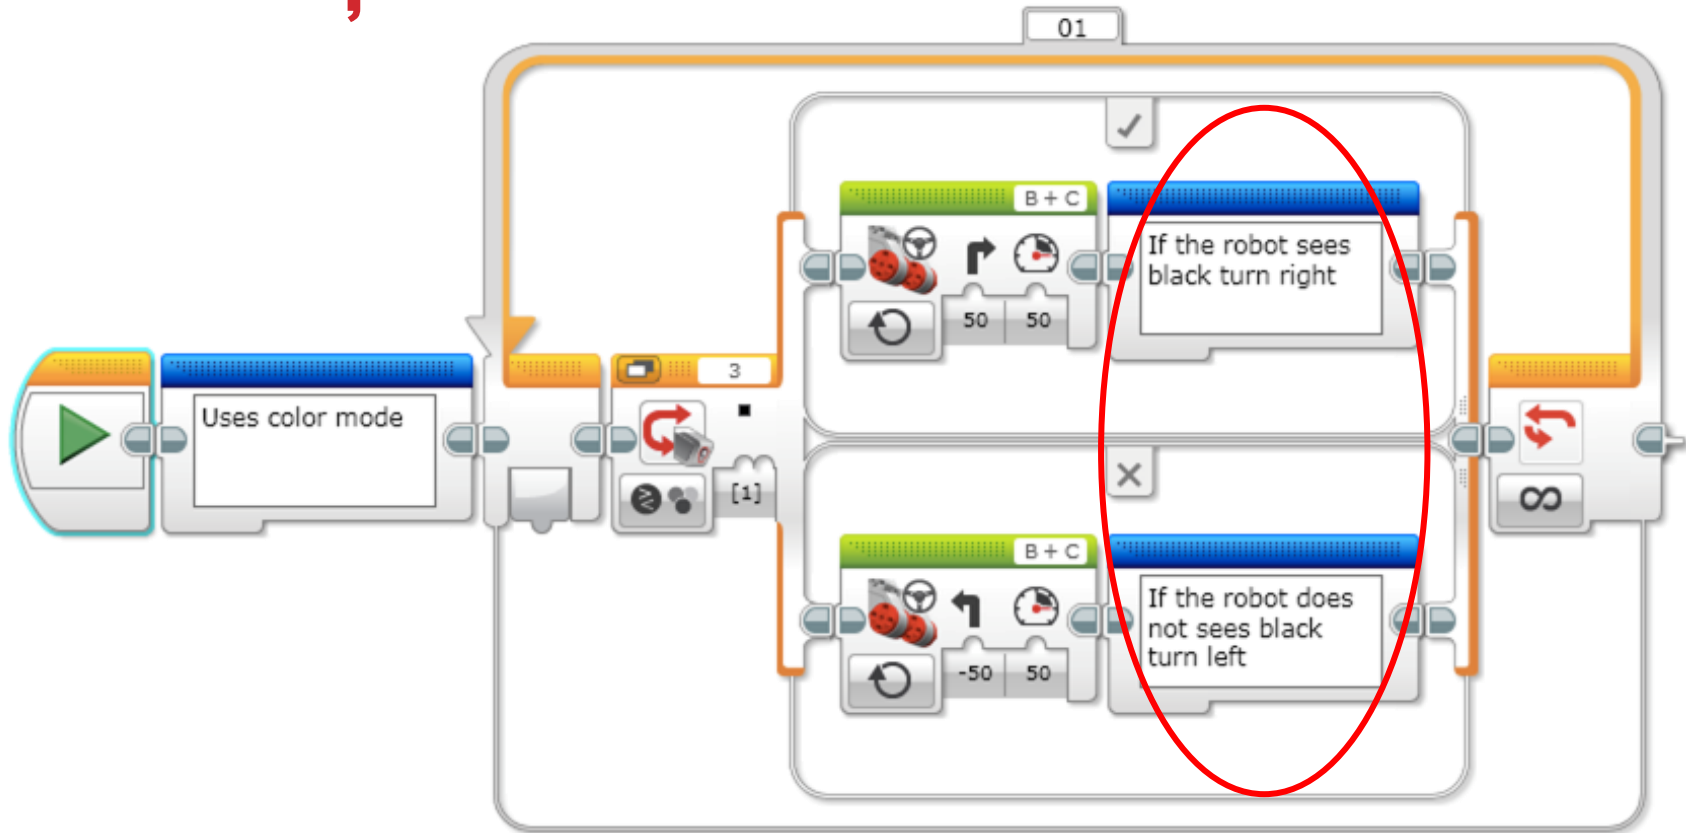 01
B + C
If the robot sees
black turn right
50
50
3
Uses color mode
[1]
B + C
If the robot does
not sees black
turn left
-50
50